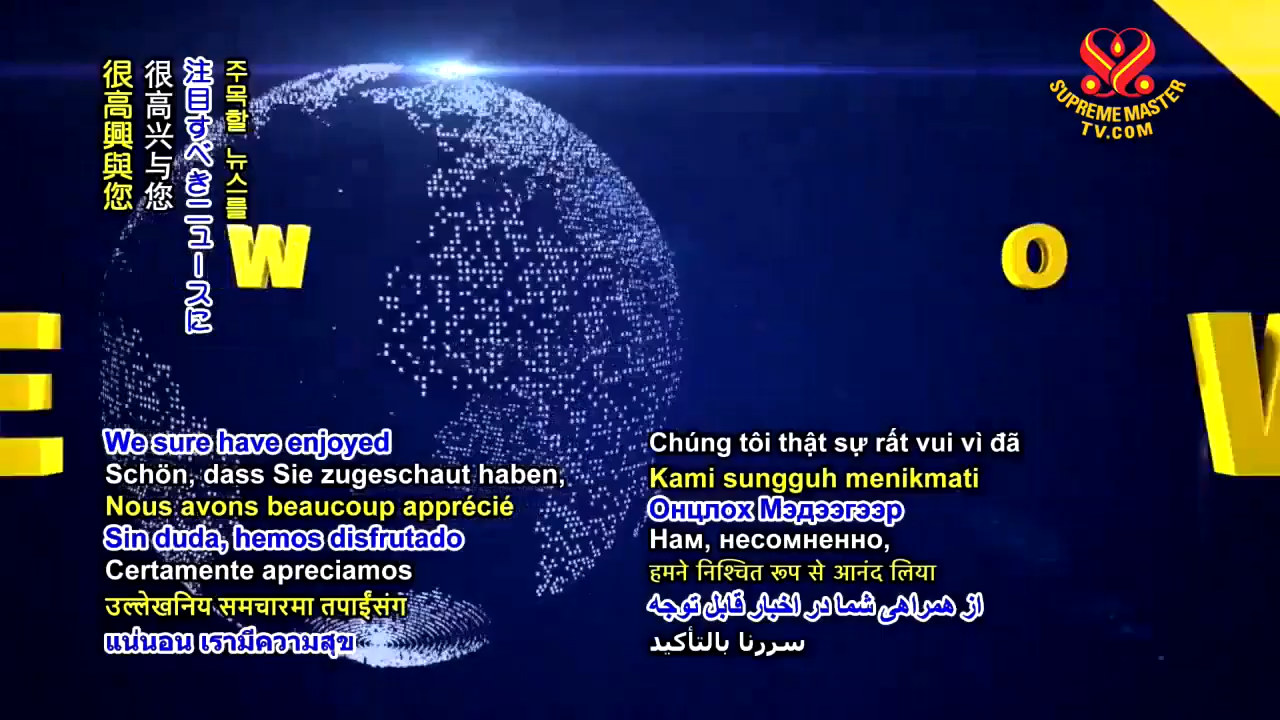 很高興與您
很高兴与您
注目すべきニュースに
주목할 뉴스를
SUPREME MASTER
TV.COM
W
O
E
W
We sure have enjoyed
Schön, dass Sie zugeschaut haben,
Nous avons beaucoup apprécié
Sin duda, hemos disfrutado
Certamente apreciamos
उल्लेखनिय समचारमा तपाईंसंग
แน่นอน เรามีความสุข
Chúng tôi thật sự rất vui vì đã
Kami sungguh menikmati
Онцлох Мэдээгээр
Нам, несомненно,
हमने निश्चित रूप से आनंद लिया
از همراهی شما در اخبار قابل توجه
سررنا بالتأكيد